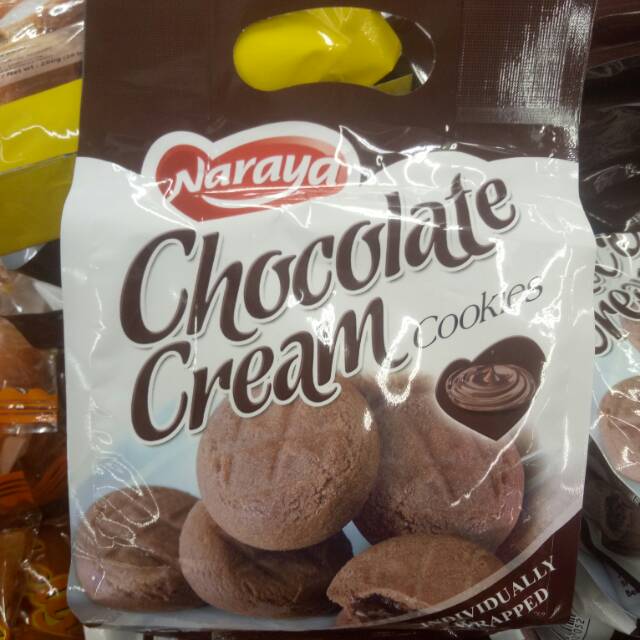 Naraya
Chocolate
Cream
Cookies
INDIVIDUALLY
WRAPPED